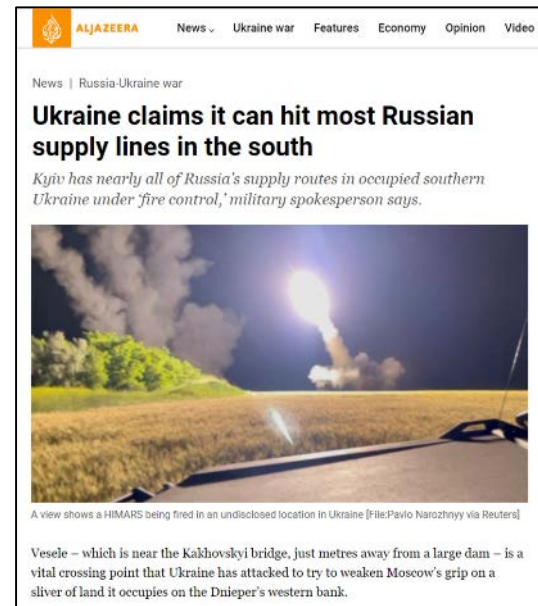 ALJAZEERA
News Ukraine war Features Economy Opinion Video
News | Russia-Ukraine war
Ukraine claims it can hit most Russian
supply lines in the south
Kyiv has nearly all of Russia's supply routes in occupied southern
Ukraine under 'fire control,' military spokesperson says.
A view shows a HIMARS being fired in an undisclosed location in Ukraine [File:Pavlo Narozhnyy via Reuters]
Vesele – which is near the Kakhovskyi bridge, just metres away from a large dam – is a
vital crossing point that Ukraine has attacked to try to weaken Moscow's grip on a
sliver of land it occupies on the Dnieper's western bank.